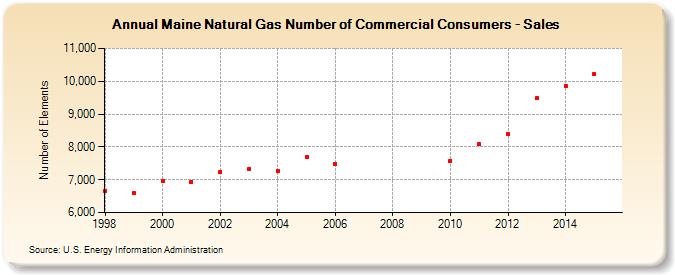 Annual Maine Natural Gas Number of Commercial Consumers - Sales
Number of Elements
11,000
10,000
9,000
8,000
7,000
6,000
1998 2000 2002 2004 2006 2008 2010 2012 2014
Source: U.S. Energy Information Administration